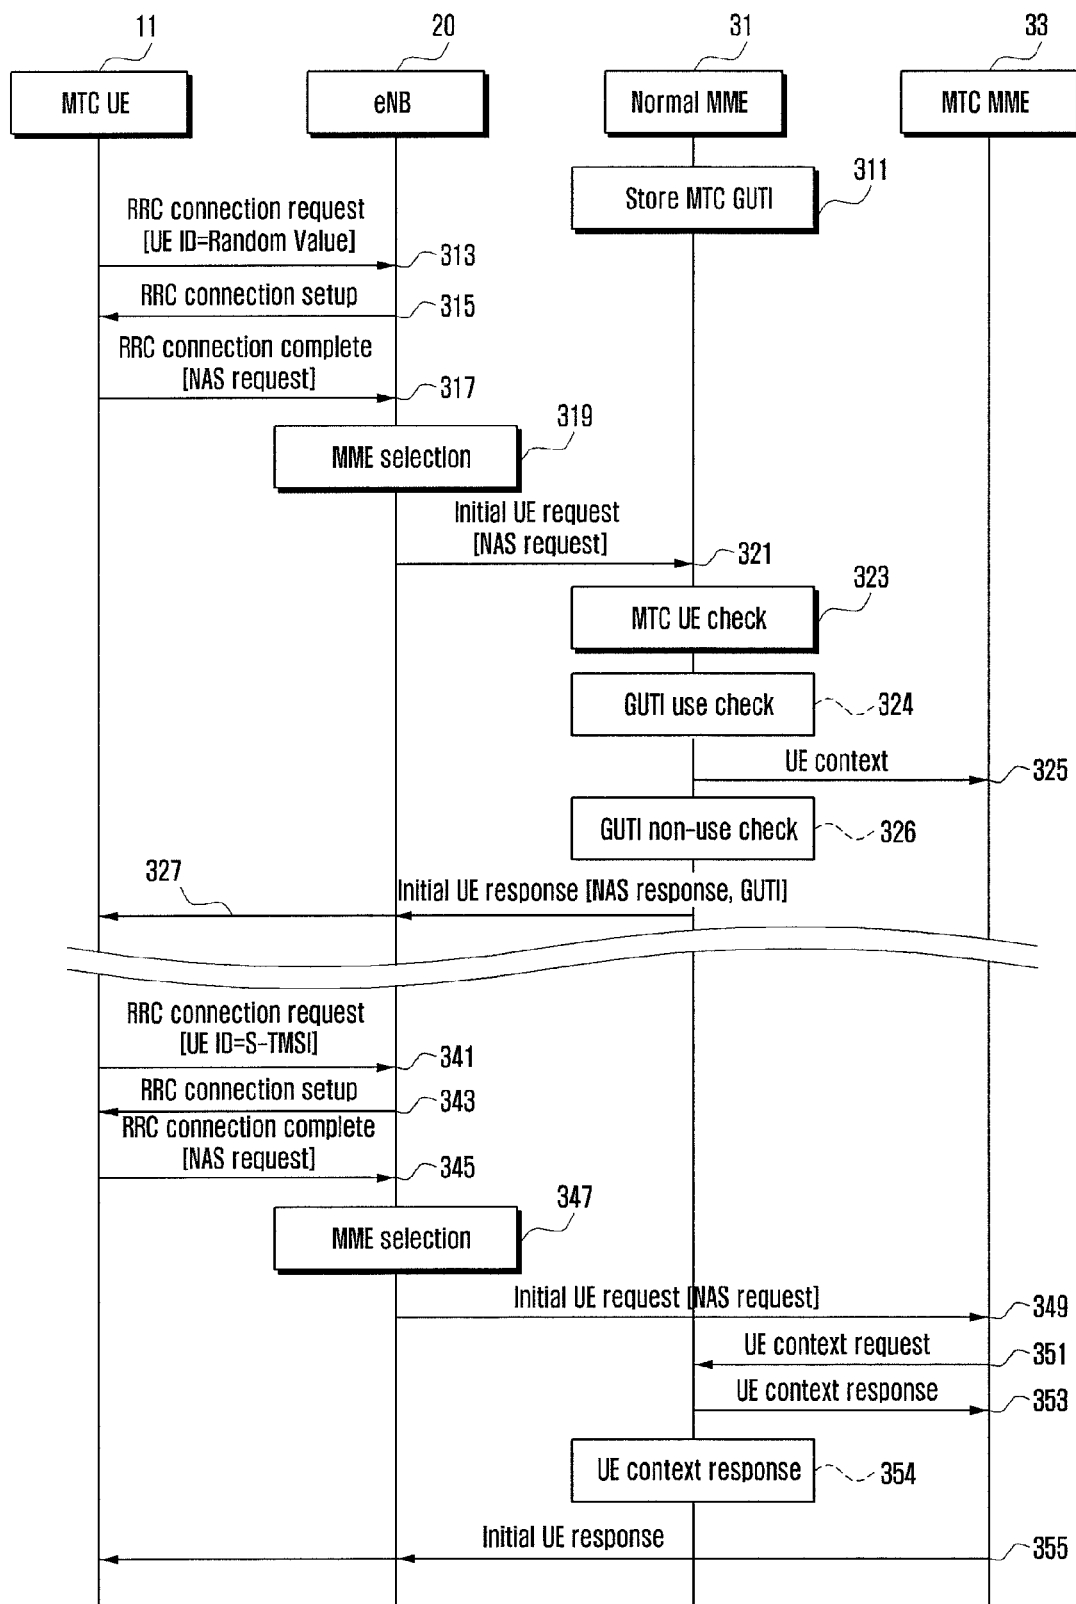 11
20
31
33
MTC UE
eNB
Normal MME
MTC MME
Store MTC GUTI
311
RRC connection request
[UE ID=Random Value]
313
RRC connection setup
315
RRC connection complete
[NAS request]
317
MME selection
319
Initial UE request
[NAS request]
321
MTC UE check
323
GUTI use check
324
UE context
325
GUTI non-use check
326
327
Initial UE response [NAS response, GUTI]
RRC connection request
[UE ID=S-TMSI]
341
RRC connection setup
343
RRC connection complete
[NAS request]
345
MME selection
347
Initial UE request [NAS request]
349
UE context request
351
UE context response
353
UE context response
354
Initial UE response
355